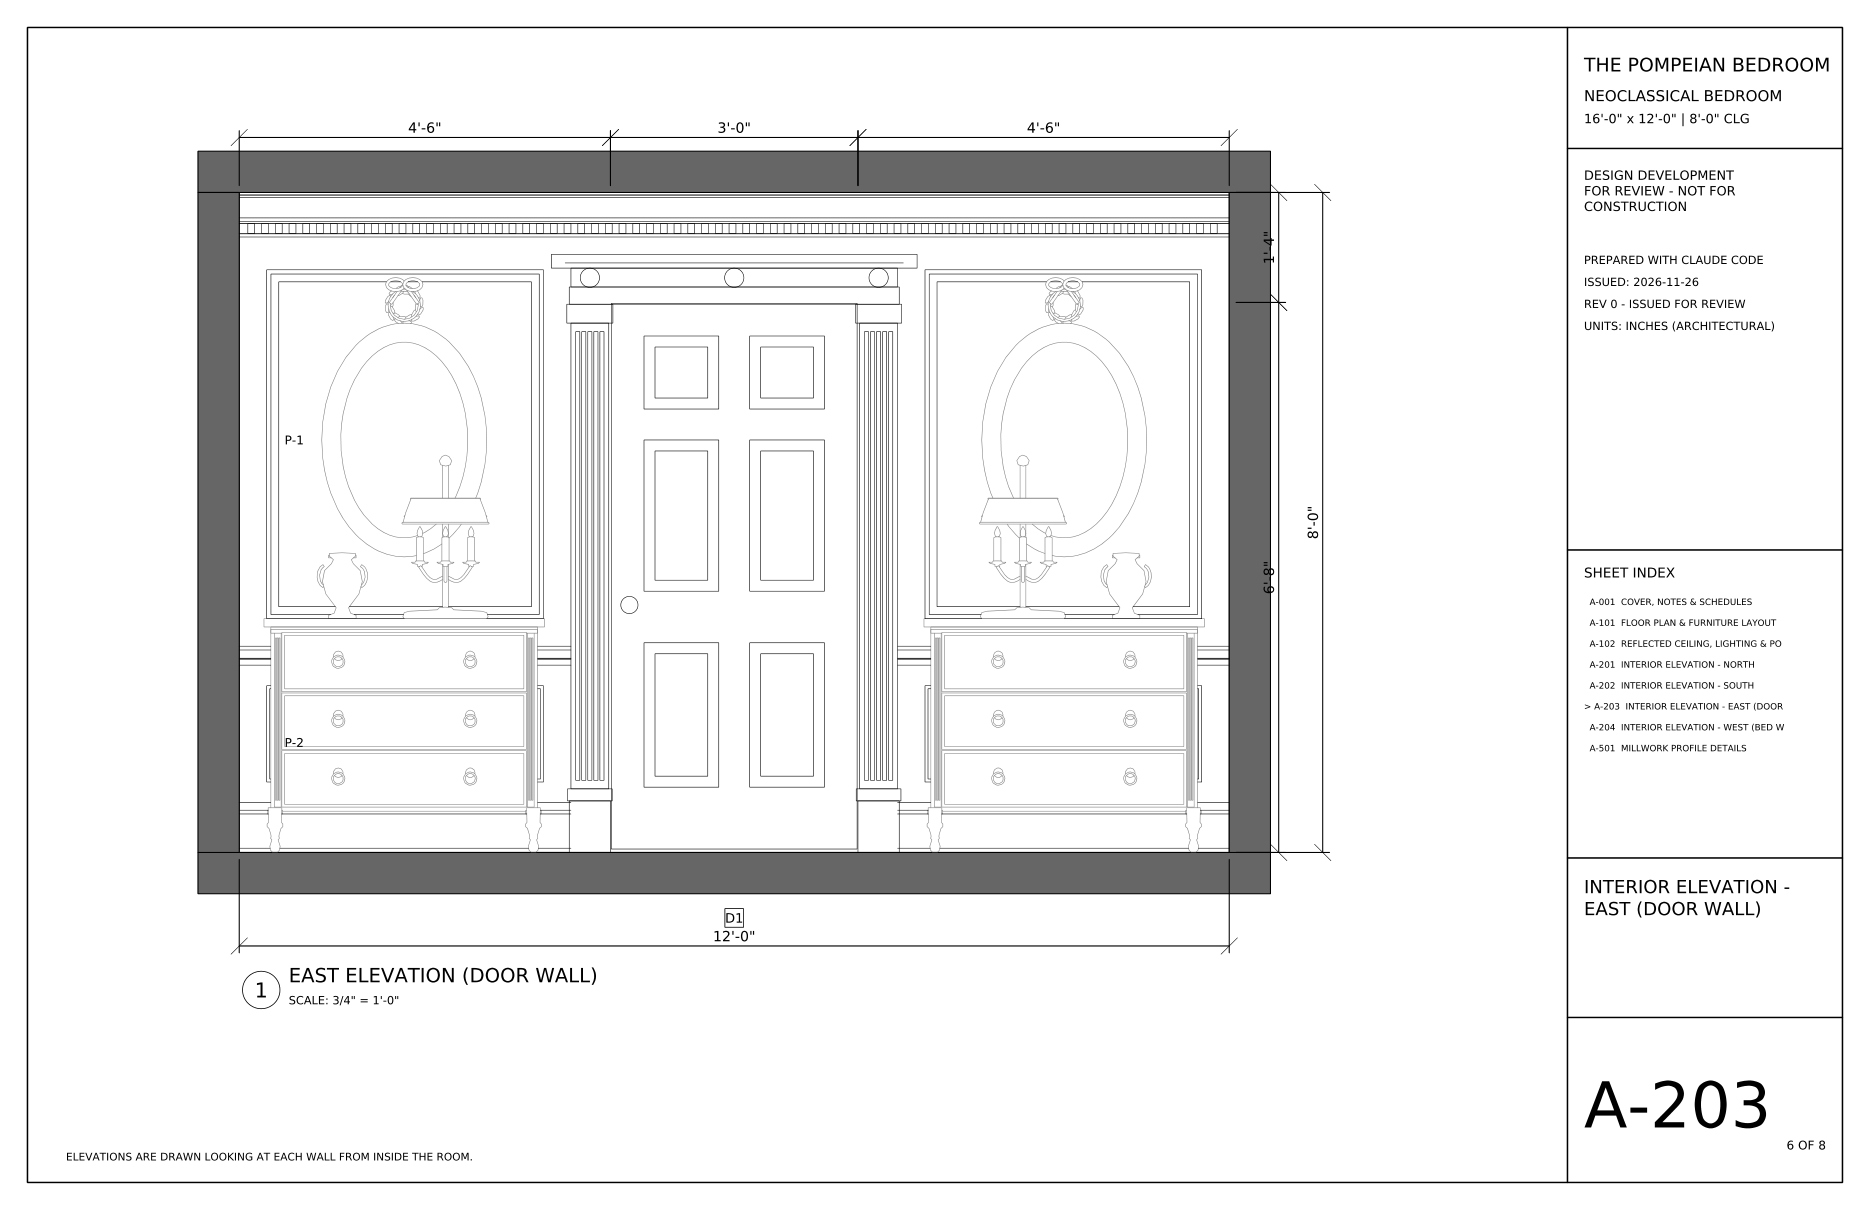 4'-6" 3'-0" 4'-6"
1'-4"
P-1
8'-0"
6'-8"
P-2
D1
12'-0"
1
EAST ELEVATION (DOOR WALL)
SCALE: 3/4" = 1'-0"
ELEVATIONS ARE DRAWN LOOKING AT EACH WALL FROM INSIDE THE ROOM.
THE POMPEIAN BEDROOM
NEOCLASSICAL BEDROOM
16'-0" x 12'-0" | 8'-0" CLG
DESIGN DEVELOPMENT
FOR REVIEW - NOT FOR
CONSTRUCTION
PREPARED WITH CLAUDE CODE
ISSUED: 2026-11-26
REV 0 - ISSUED FOR REVIEW
UNITS: INCHES (ARCHITECTURAL)
SHEET INDEX
A-001 COVER, NOTES & SCHEDULES
A-101 FLOOR PLAN & FURNITURE LAYOUT
A-102 REFLECTED CEILING, LIGHTING & PO
A-201 INTERIOR ELEVATION - NORTH
A-202 INTERIOR ELEVATION - SOUTH
> A-203 INTERIOR ELEVATION - EAST (DOOR
A-204 INTERIOR ELEVATION - WEST (BED W
A-501 MILLWORK PROFILE DETAILS
INTERIOR ELEVATION -
EAST (DOOR WALL)
A-203
6 OF 8